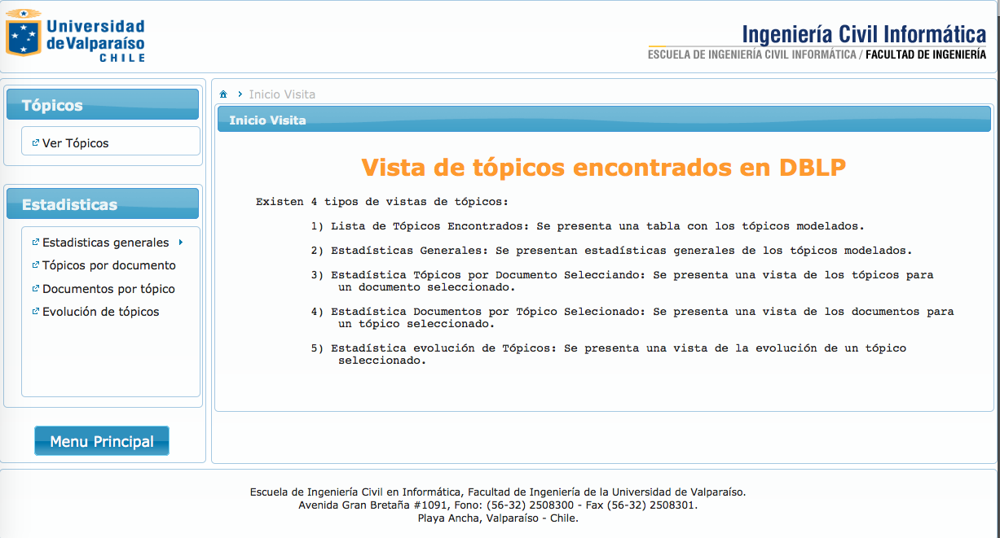 Universidad
de Valparaíso
CHILE
Ingeniería Civil Informática
ESCUELA DE INGENIERÍA CIVIL INFORMÁTICA / FACULTAD DE INGENIERÍA
Tópicos
Ver Tópicos
Estadisticas
Estadisticas generales
Tópicos por documento
Documentos por tópico
Evolución de tópicos
Menu Principal
Inicio Visita
Inicio Visita
Vista de tópicos encontrados en DBLP
Existen 4 tipos de vistas de tópicos:
1) Lista de Tópicos Encontrados: Se presenta una tabla con los tópicos modelados.
2) Estadísticas Generales: Se presentan estadísticas generales de los tópicos modelados.
3) Estadística Tópicos por Documento Selecciando: Se presenta una vista de los tópicos para
un documento seleccionado.
4) Estadística Documentos por Tópico Selecionado: Se presenta una vista de los documentos para
un tópico seleccionado.
5) Estadística evolución de Tópicos: Se presenta una vista de la evolución de un tópico
seleccionado.
Escuela de Ingeniería Civil en Informática, Facultad de Ingeniería de la Universidad de Valparaíso.
Avenida Gran Bretaña #1091, Fono: (56-32) 2508300 - Fax (56-32) 2508301.
Playa Ancha, Valparaíso - Chile.